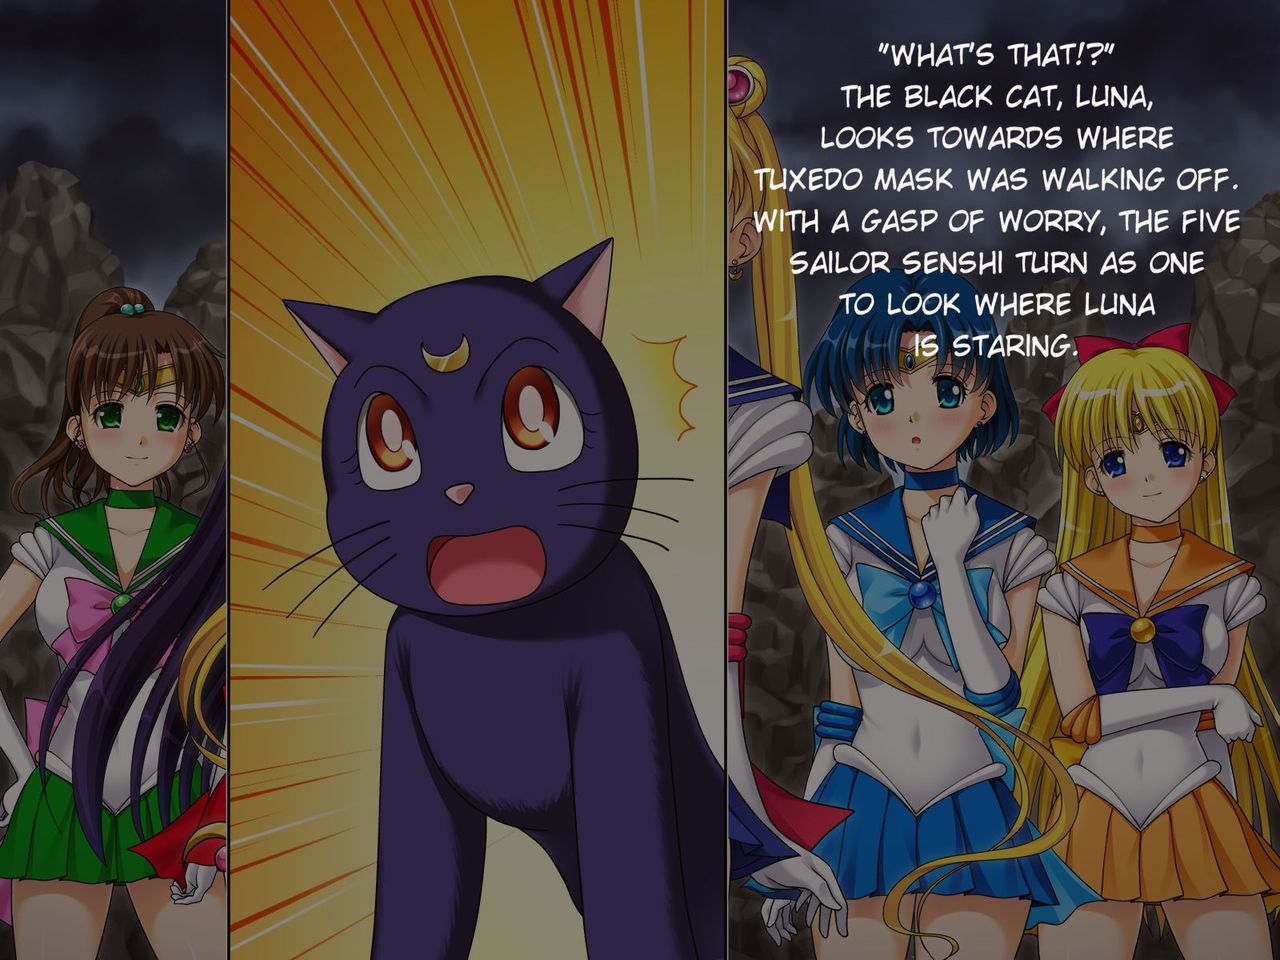 "WHAT'S THAT!?"
THE BLACK CAT, LUNA,
LOOKS TOWARDS WHERE
TUXEDO MASK WAS WALKING OFF.
WITH A GASP OF WORRY, THE FIVE
SAILOR SENSHI TURN AS ONE
TO LOOK WHERE LUNA
IS STARING.